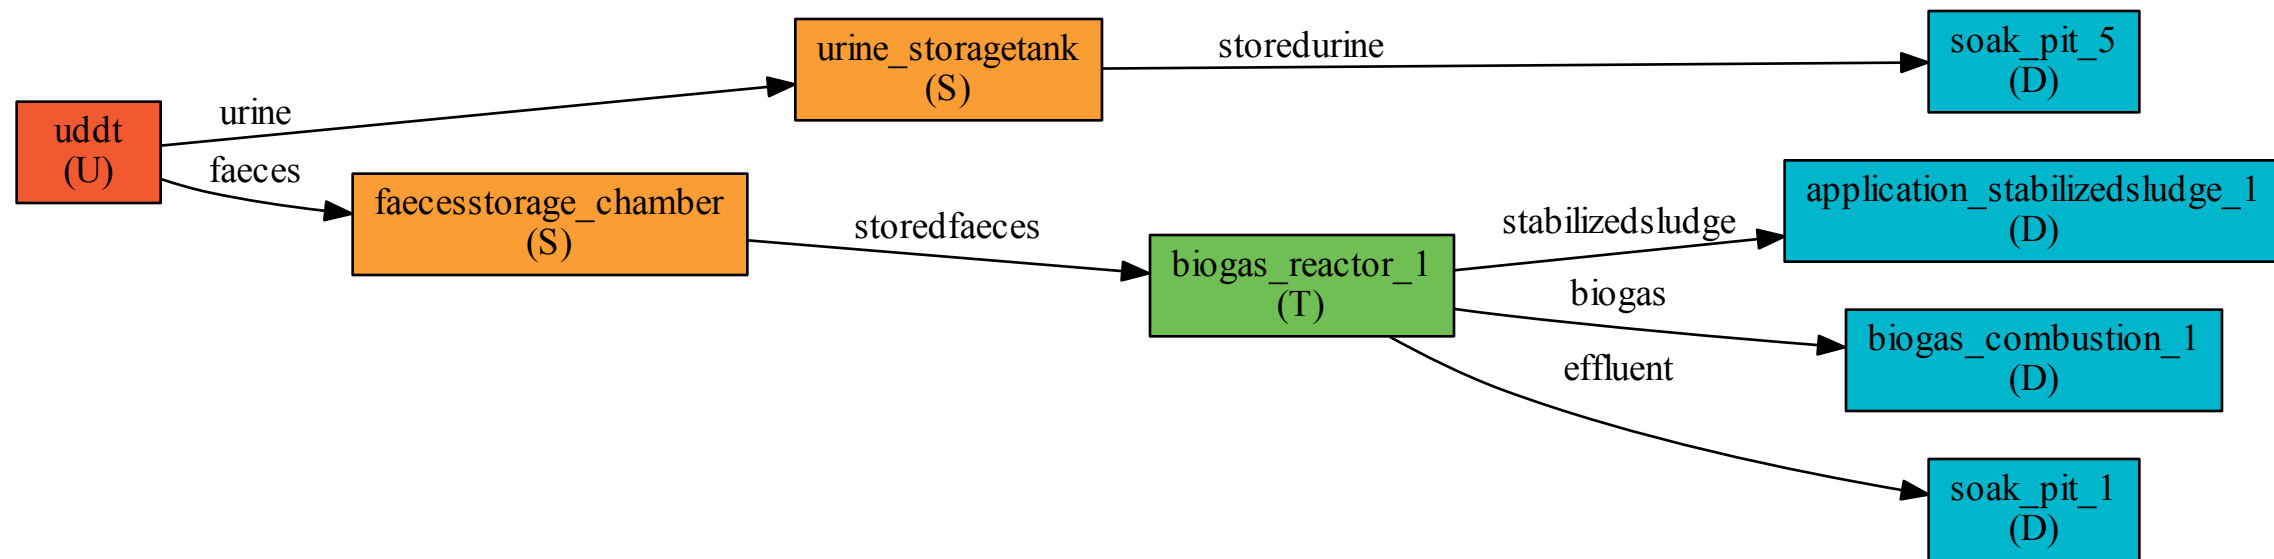 uddt
(U)
urine
faeces
urine_storagetank
(S)
faecesstorage_chamber
(S)
storedurine
storedfaeces
biogas_reactor_1
(T)
stabilizedsludge
biogas
effluent
soak_pit_5
(D)
application_stabilizedsludge_1
(D)
biogas_combustion_1
(D)
soak_pit_1
(D)